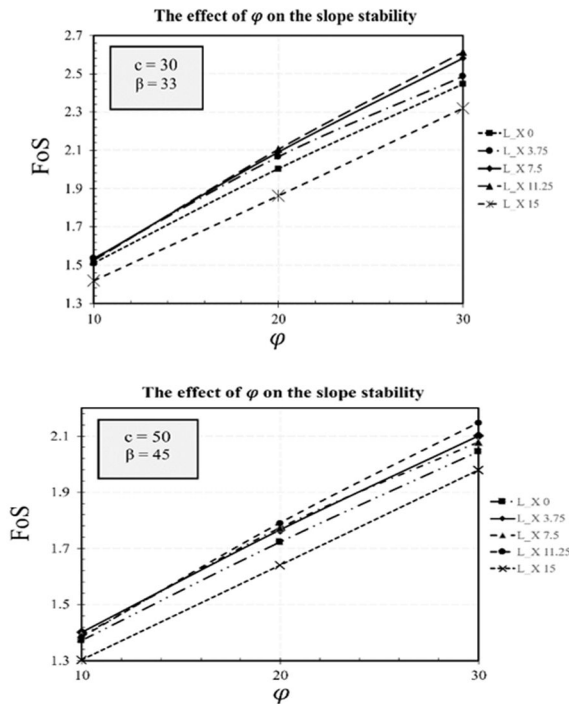 The effect of φ on the slope stability
2.7
2.5
2.3
2.1
1.9
1.7
1.5
1.3
FoS
c = 30
β = 33
10
20
30
φ
L_X 0
L_X 3.75
L_X 7.5
L_X 11.25
L_X 15
The effect of φ on the slope stability
2.1
1.9
1.7
1.5
1.3
FoS
c = 50
β = 45
10
20
30
φ
L_X 0
L_X 3.75
L_X 7.5
L_X 11.25
L_X 15